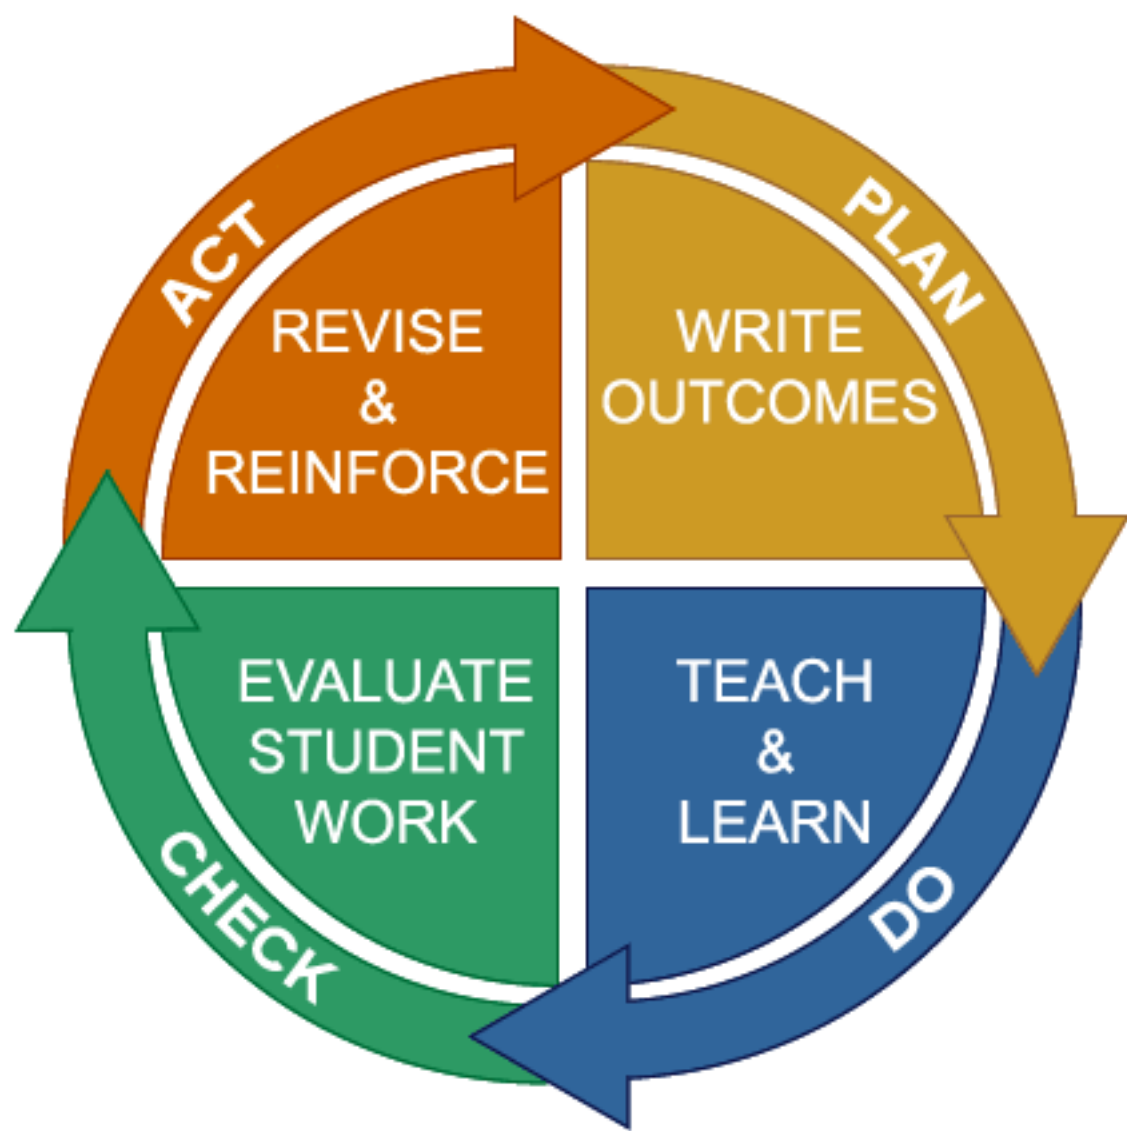 ACT
PLAN
REVISE
&
REINFORCE
WRITE
OUTCOMES
EVALUATE
STUDENT
WORK
TEACH
&
LEARN
CHECK
DO